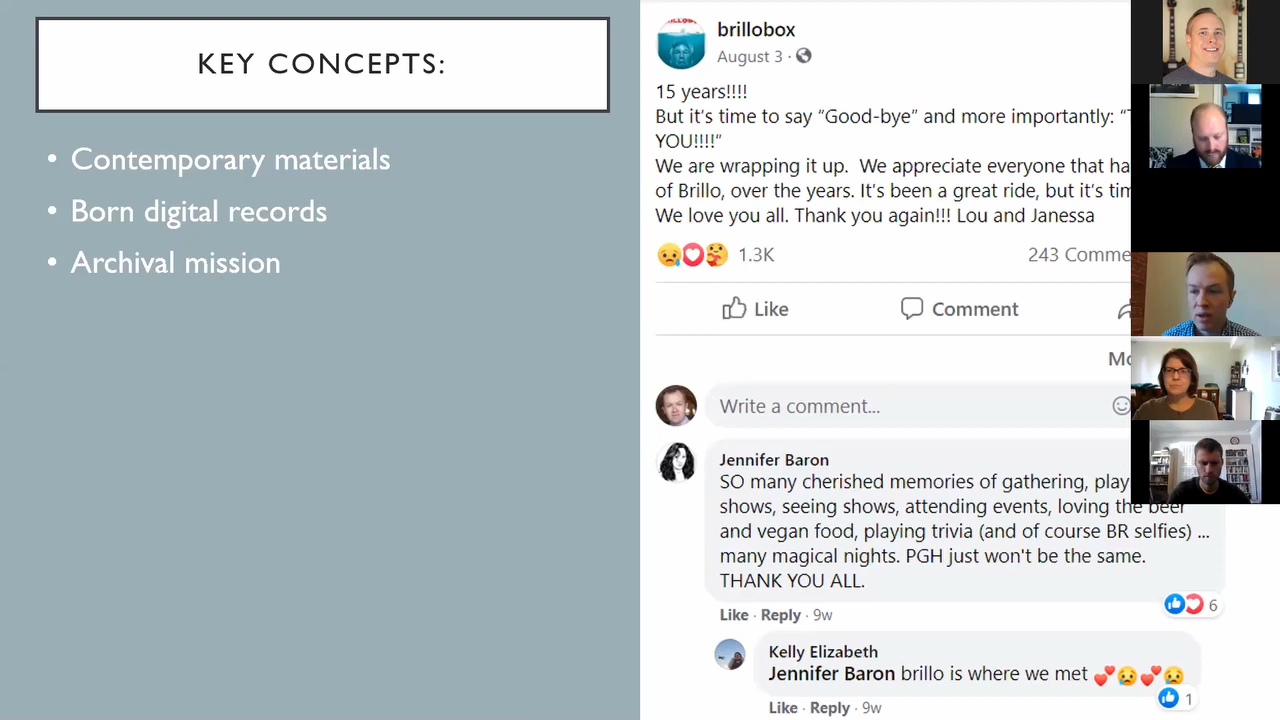 KEY CONCEPTS:
• Contemporary materials
• Born digital records
• Archival mission
brillobox
August 3 ·
15 years!!!!
But it's time to say “Good-bye” and more importantly:
YOU!!!!”
We are wrapping it up. We appreciate everyone that
of Brillo, over the years. It's been a great ride, but it's
We love you all. Thank you again!!! Lou and Janessa
1.3K
243
Like
Comment
Write a comment...
Jennifer Baron
SO many cherished memories of gathering,
shows, seeing shows, attending events, loving the beer
and vegan food, playing trivia (and of course BR selfies) ...
many magical nights. PGH just won't be the same.
THANK YOU ALL.
6
Like · Reply · 9w
Kelly Elizabeth
Jennifer Baron brillo is where we met 💕😢💕😢
1
Like · Reply · 9w